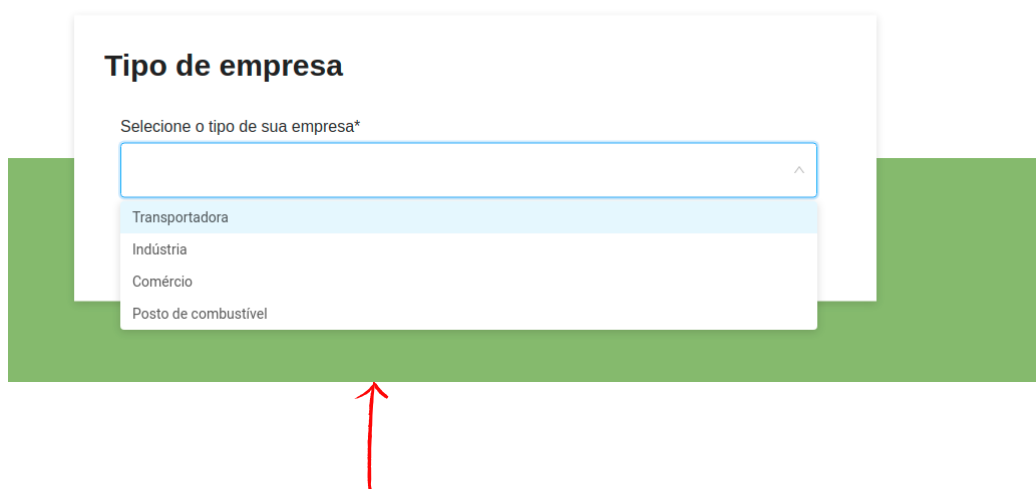 Tipo de empresa
Selecione o tipo de sua empresa*
Transportadora
Indústria
Comércio
Posto de combustível